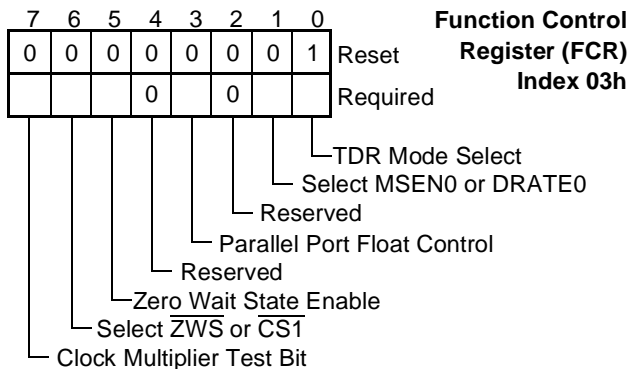 7 6 5 4 3 2 1 0
Function Control
Register (FCR)
Index 03h
0 0 0 0 0 0 0 1 Reset
0 0 Required
TDR Mode Select
Select MSEN0 or DRATE0
Reserved
Parallel Port Float Control
Reserved
Zero Wait State Enable
Select ZWS or CS1
Clock Multiplier Test Bit